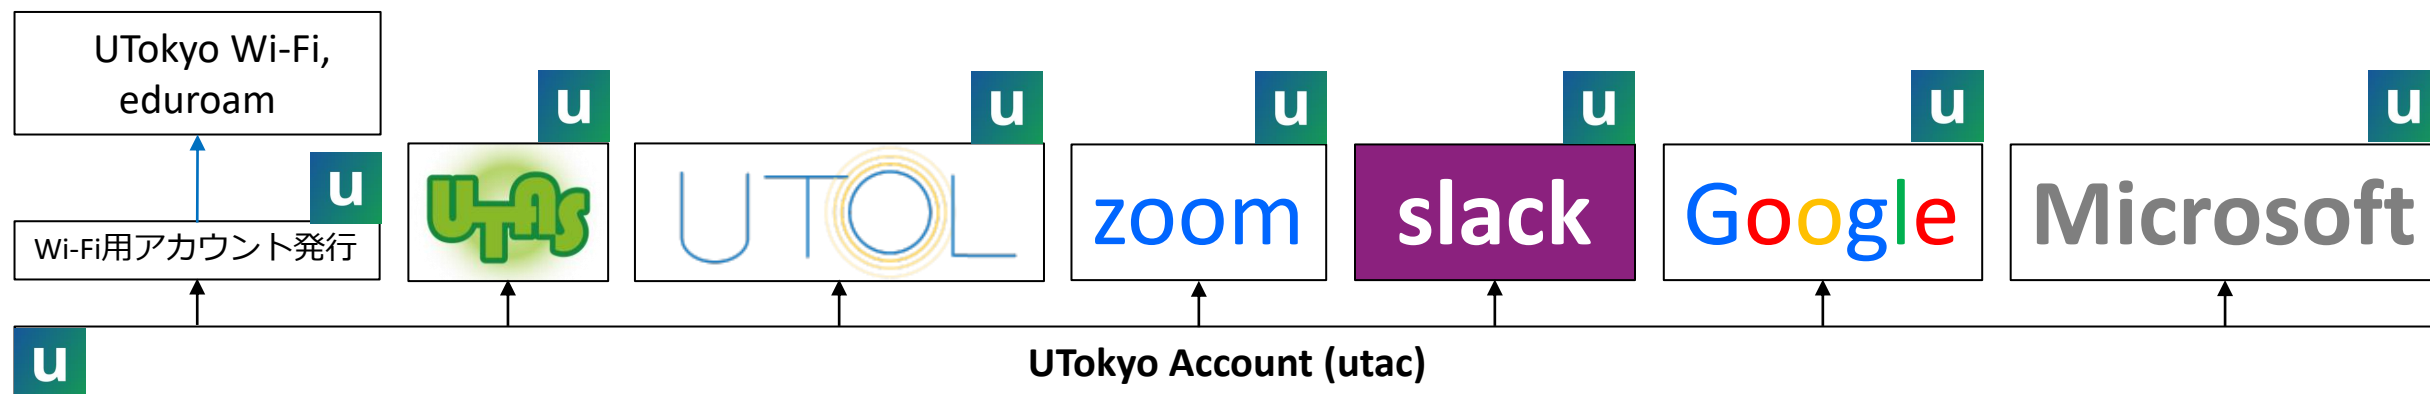 UTokyo Wi-Fi,
eduroam
u
u
u
u
u
u
u
Wi-Fi用アカウント発行
UTAS
UTOL
zoom
slack
Google
Microsoft
u
UTokyo Account (utac)